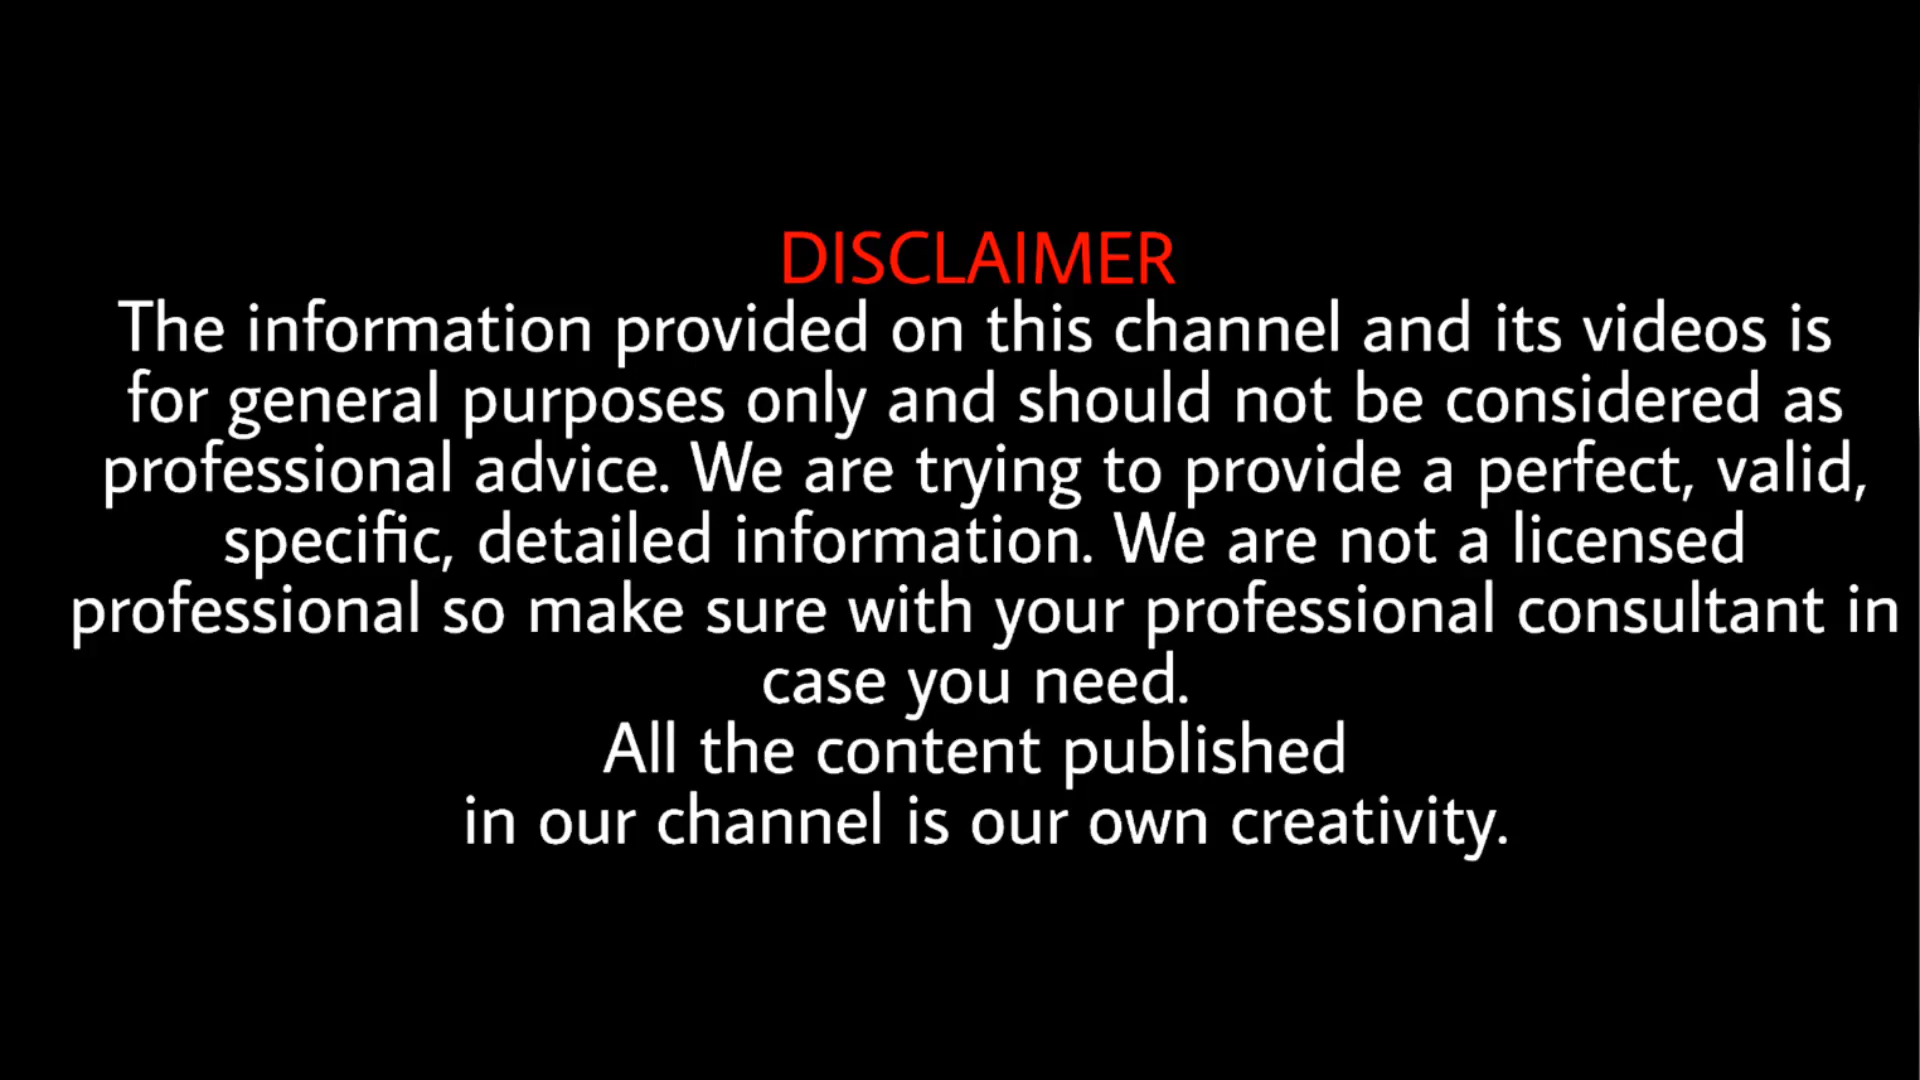 DISCLAIMER
The information provided on this channel and its videos is
for general purposes only and should not be considered as
professional advice. We are trying to provide a perfect, valid,
specific, detailed information. We are not a licensed
professional so make sure with your professional consultant in
case you need.
All the content published
in our channel is our own creativity.